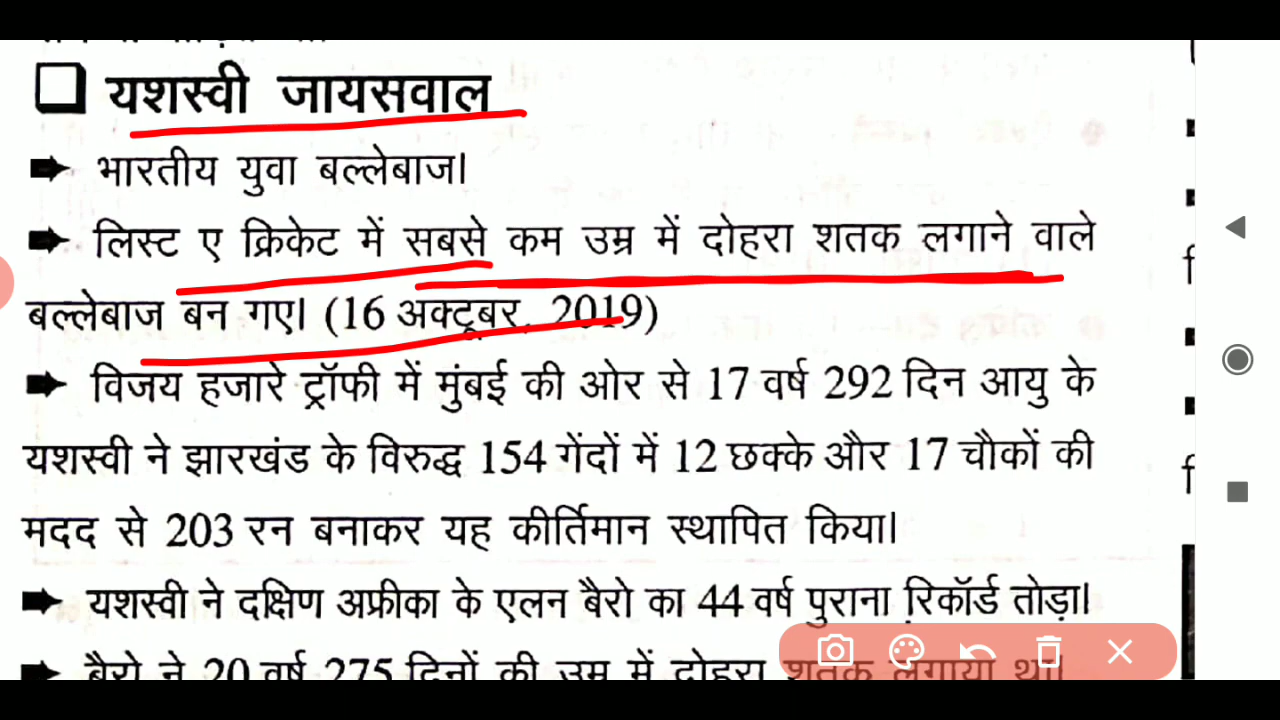 यशस्वी जायसवाल
भारतीय युवा बल्लेबाज।
लिस्ट ए क्रिकेट में सबसे कम उम्र में दोहरा शतक लगाने वाले
बल्लेबाज बन गए। (16 अक्टूबर, 2019)
विजय हजारे ट्रॉफी में मुंबई की ओर से 17 वर्ष 292 दिन आयु के
यशस्वी ने झारखंड के विरुद्ध 154 गेंदों में 12 छक्के और 17 चौकों की
मदद से 203 रन बनाकर यह कीर्तिमान स्थापित किया।
यशस्वी ने दक्षिण अफ्रीका के एलन बैरो का 44 वर्ष पुराना रिकॉर्ड तोड़ा।
बैरो ने 20 वर्ष 275 दिनों की उम्र में दोहरा शतक लगाया था।